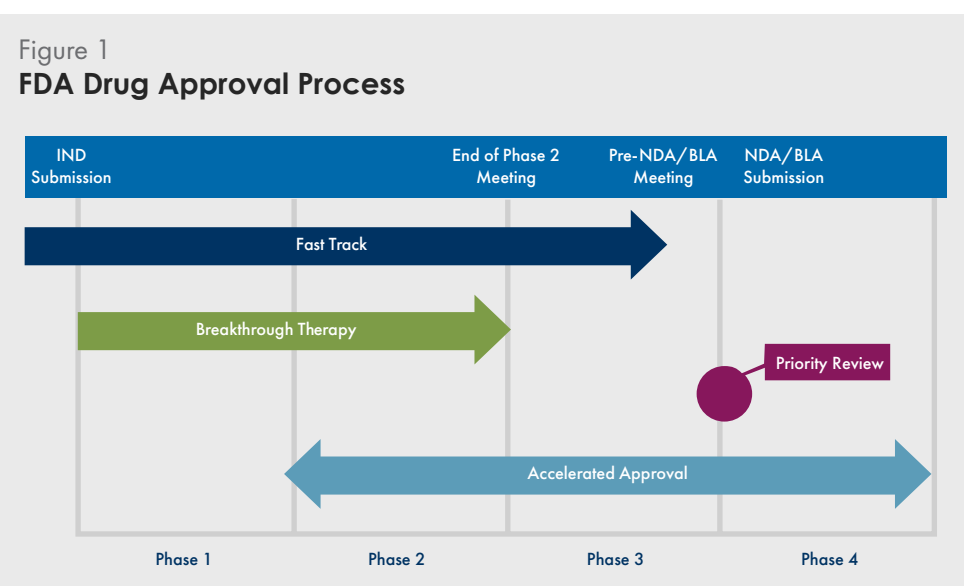 Figure 1
FDA Drug Approval Process
IND
Submission
End of Phase 2
Meeting
Pre-NDA/BLA
Meeting
NDA/BLA
Submission
Fast Track
Breakthrough Therapy
Priority Review
Accelerated Approval
Phase 1
Phase 2
Phase 3
Phase 4